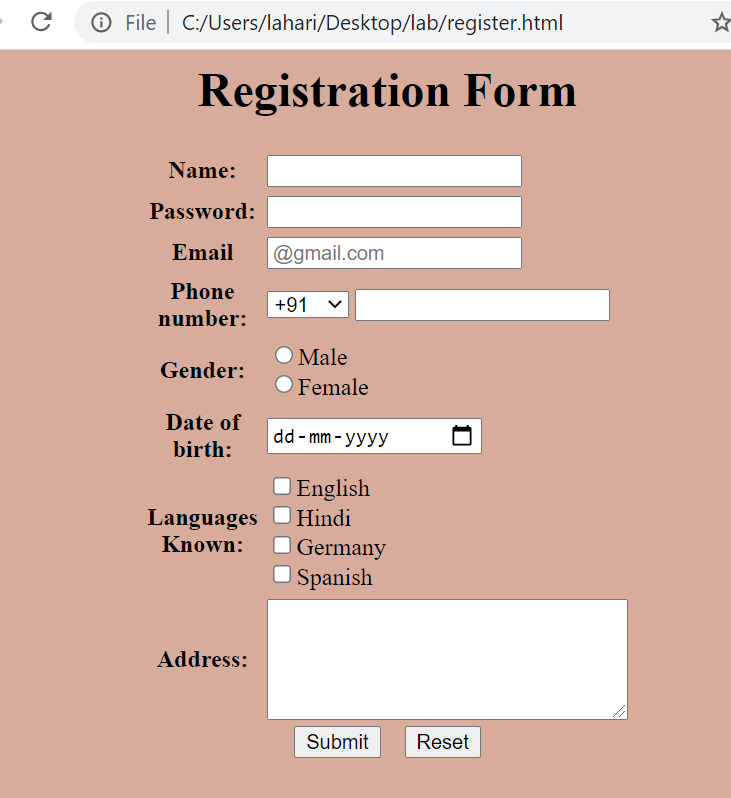 File | C:/Users/lahari/Desktop/lab/register.html
Registration Form
Name:
Password:
Email @gmail.com
Phone
number:
+91
Gender:
Male
Female
Date of
birth:
dd-mm-yyyy
Languages
Known:
English
Hindi
Germany
Spanish
Address:
Submit Reset